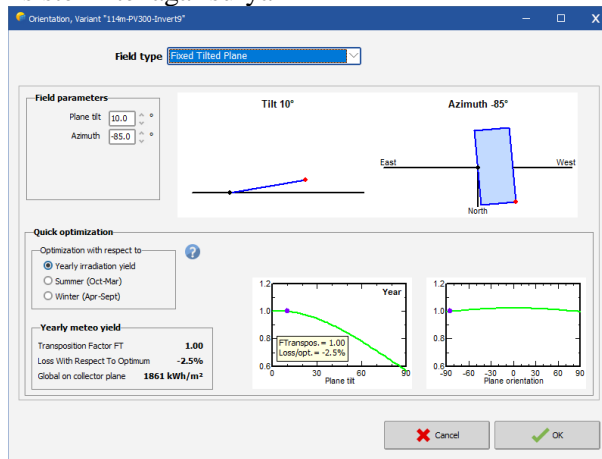 Orientation, Variant "114m-PV300-Invert9"
Field type Fixed Tilted Plane
Field parameters
Plane tilt 10.0 °
Azimuth -85.0 °
Tilt 10°
Azimuth -85°
East
West
North
Quick optimization
Optimization with respect to
Yearly irradiation yield
Summer (Oct-Mar)
Winter (Apr-Sept)
?
Yearly meteo yield
Transposition Factor FT 1.00
Loss With Respect To Optimum -2.5%
Global on collector plane 1861 kWh/m²
Year
1.2
1.0
0.8
0.6
FTranspos.= 1.00
Loss/opt.= -2.5%
0 30 60 90
Plane tilt
1.2
1.0
0.8
0.6
-90 -60 -30 0 30 60 90
Plane orientation
Cancel
OK